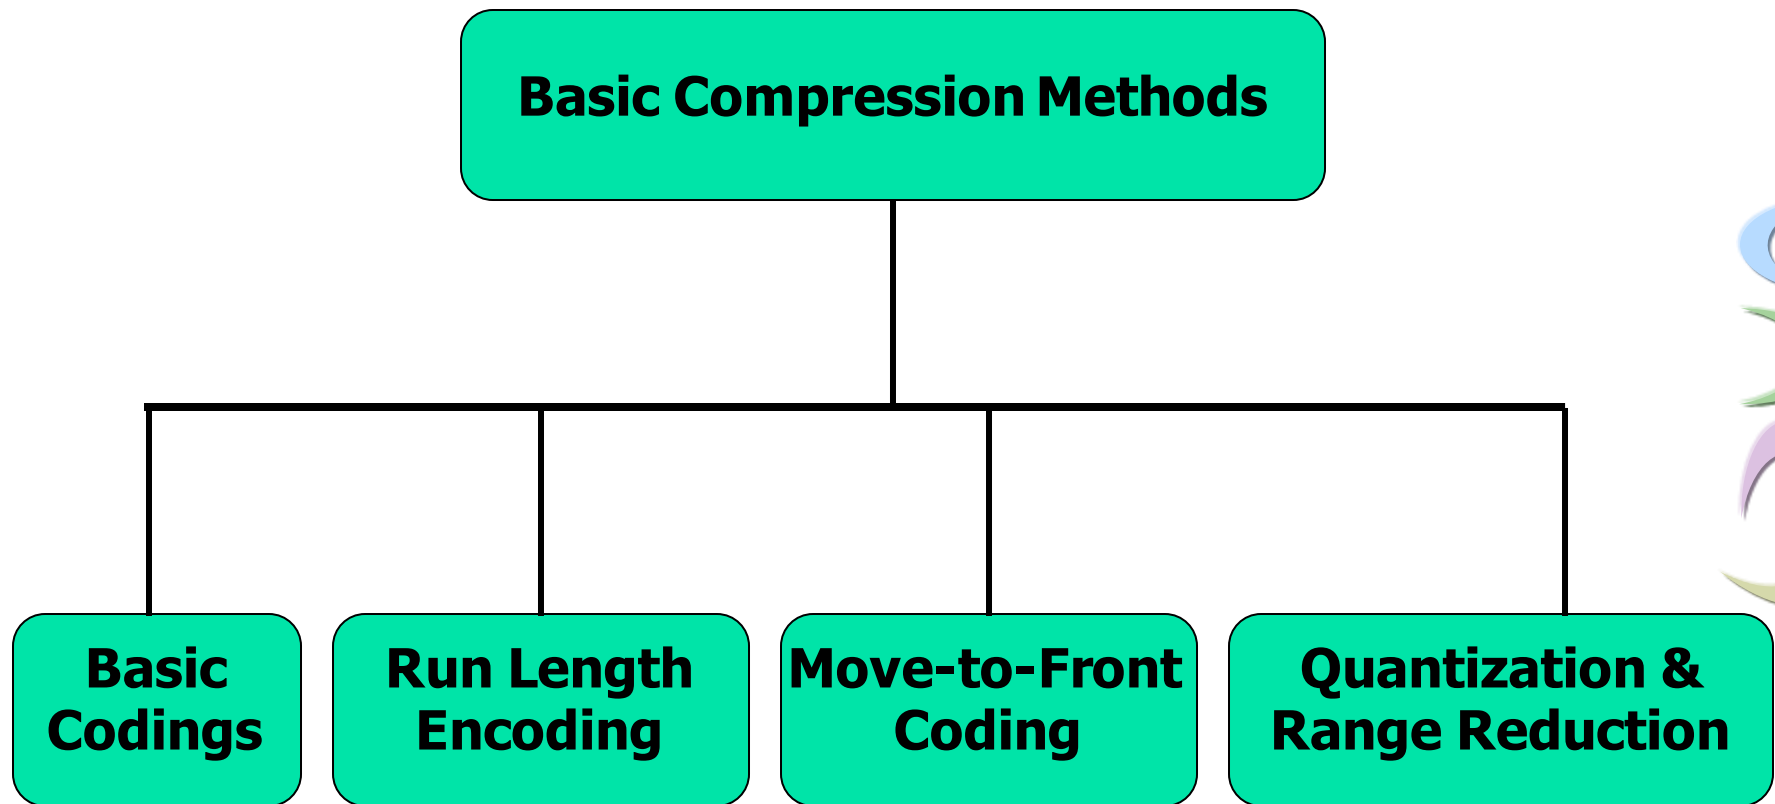 Basic Compression Methods
Basic
Codings
Run Length
Encoding
Move-to-Front
Coding
Quantization &
Range Reduction